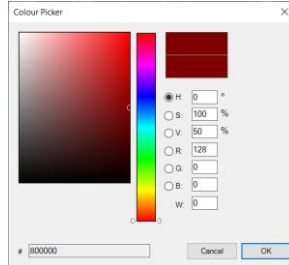 Colour Picker
H: 0 °
S: 100 %
V: 50 %
R: 128
G: 0
B: 0
W: 0
# 800000
Cancel OK